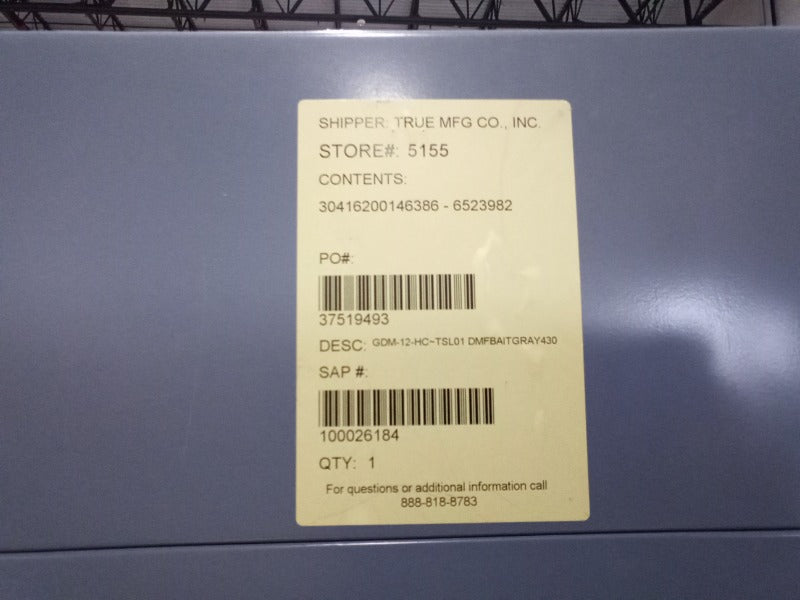 SHIPPER: TRUE MFG CO., INC.
STORE#: 5155
CONTENTS:
30416200146386 - 6523982
PO#:
37519493
DESC: GDM-12-HC~TSL01 DMFBAITGRAY430
SAP #:
100026184
QTY: 1
For questions or additional information call
888-818-8783